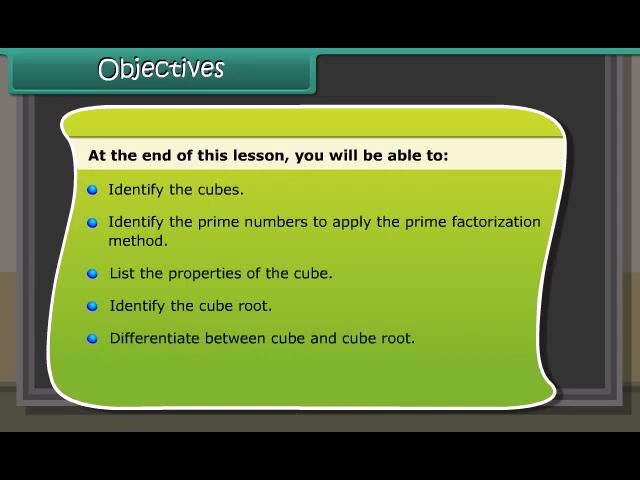 Objectives
At the end of this lesson, you will be able to:
Identify the cubes.
Identify the prime numbers to apply the prime factorization
method.
List the properties of the cube.
Identify the cube root.
Differentiate between cube and cube root.